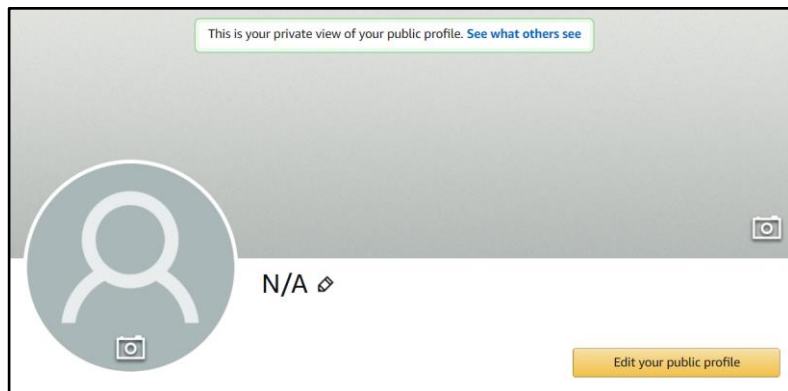 This is your private view of your public profile. See what others see
N/A
Edit your public profile